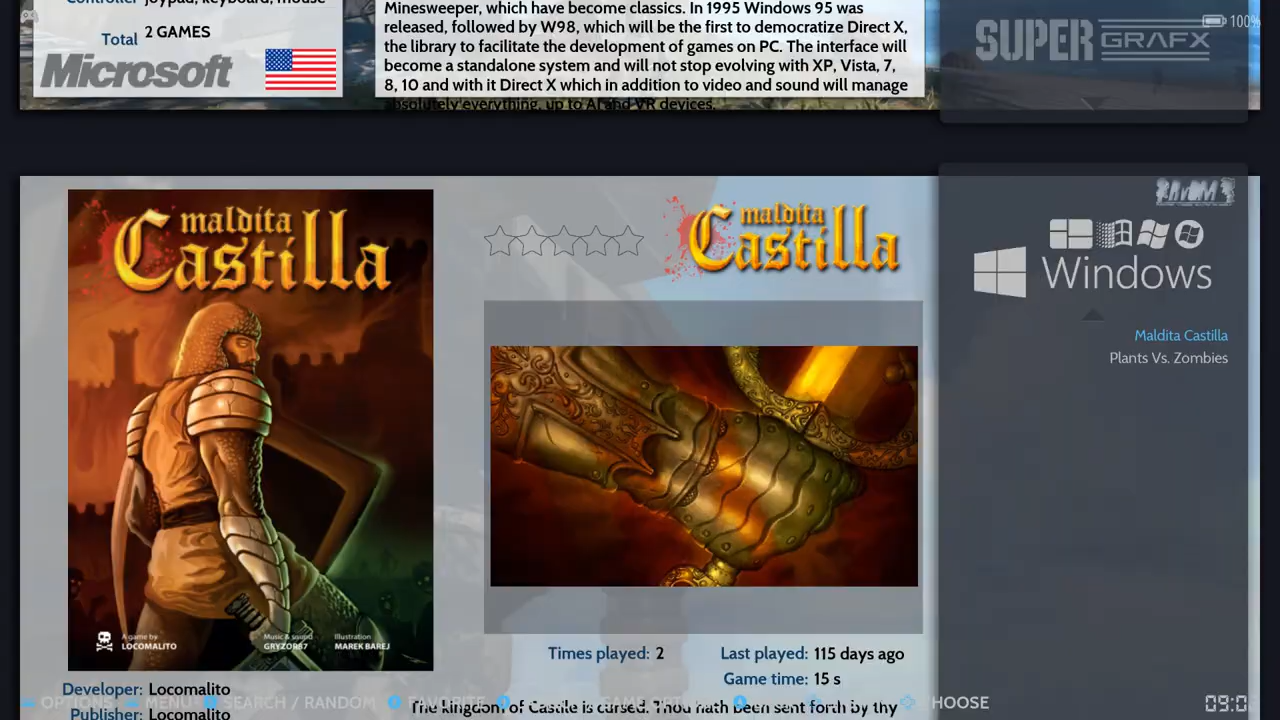 Controller Joypad, keyboard, mouse
Total 2 GAMES
Microsoft
Minesweeper, which have become classics. In 1995 Windows 95 was
released, followed by W98, which will be the first to democratize Direct X,
the library to facilitate the development of games on PC. The interface will
become a standalone system and will not stop evolving with XP, Vista, 7,
8, 10 and with it Direct X which in addition to video and sound will manage
absolutely everything, up to AI and VR devices.
SUPER GRAFX
100%
maldita
Castilla
A game by
LOCOMALITO
Music & sound
GRYZOR87
Illustration
MAREK BAREJ
maldita
Castilla
Times played: 2
Last played: 115 days ago
Game time: 15 s
Windows
Maldita Castilla
Plants Vs. Zombies
Developer: Locomalito
Publisher: Locomalito
The kingdom of Castile is cursed. Thou hath been sent forth by thy
OPTIONS
MENU
SEARCH / RANDOM
FAVORITE
CHOOSE